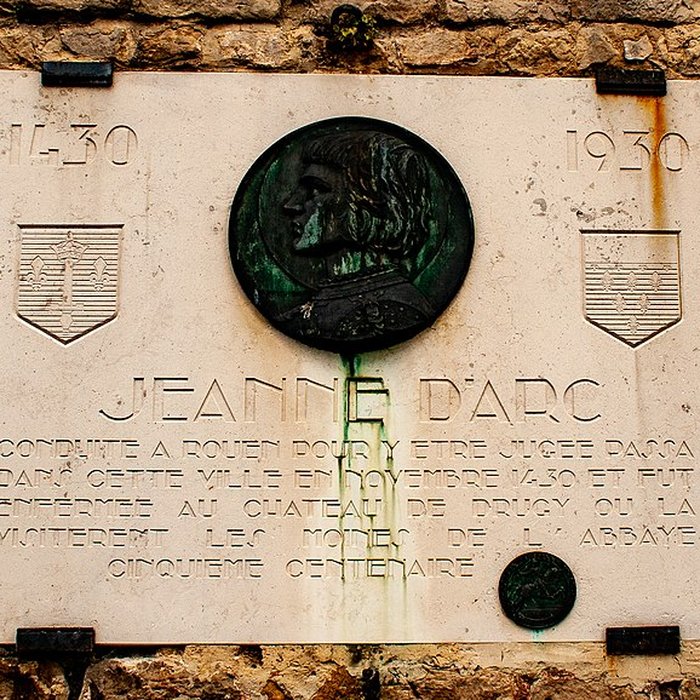 1430 1930
JEANNE D'ARC
CONDUITE A ROUEN POUR Y ETRE JUGEE PASSA
DANS CETTE VILLE EN NOVEMBRE 1430 ET FUT
ENFERMEE AU CHATEAU DE DRUGY OU LA
VISITERENT LES MOINES DE L'ABBAYE
CINQUIEME CENTENAIRE